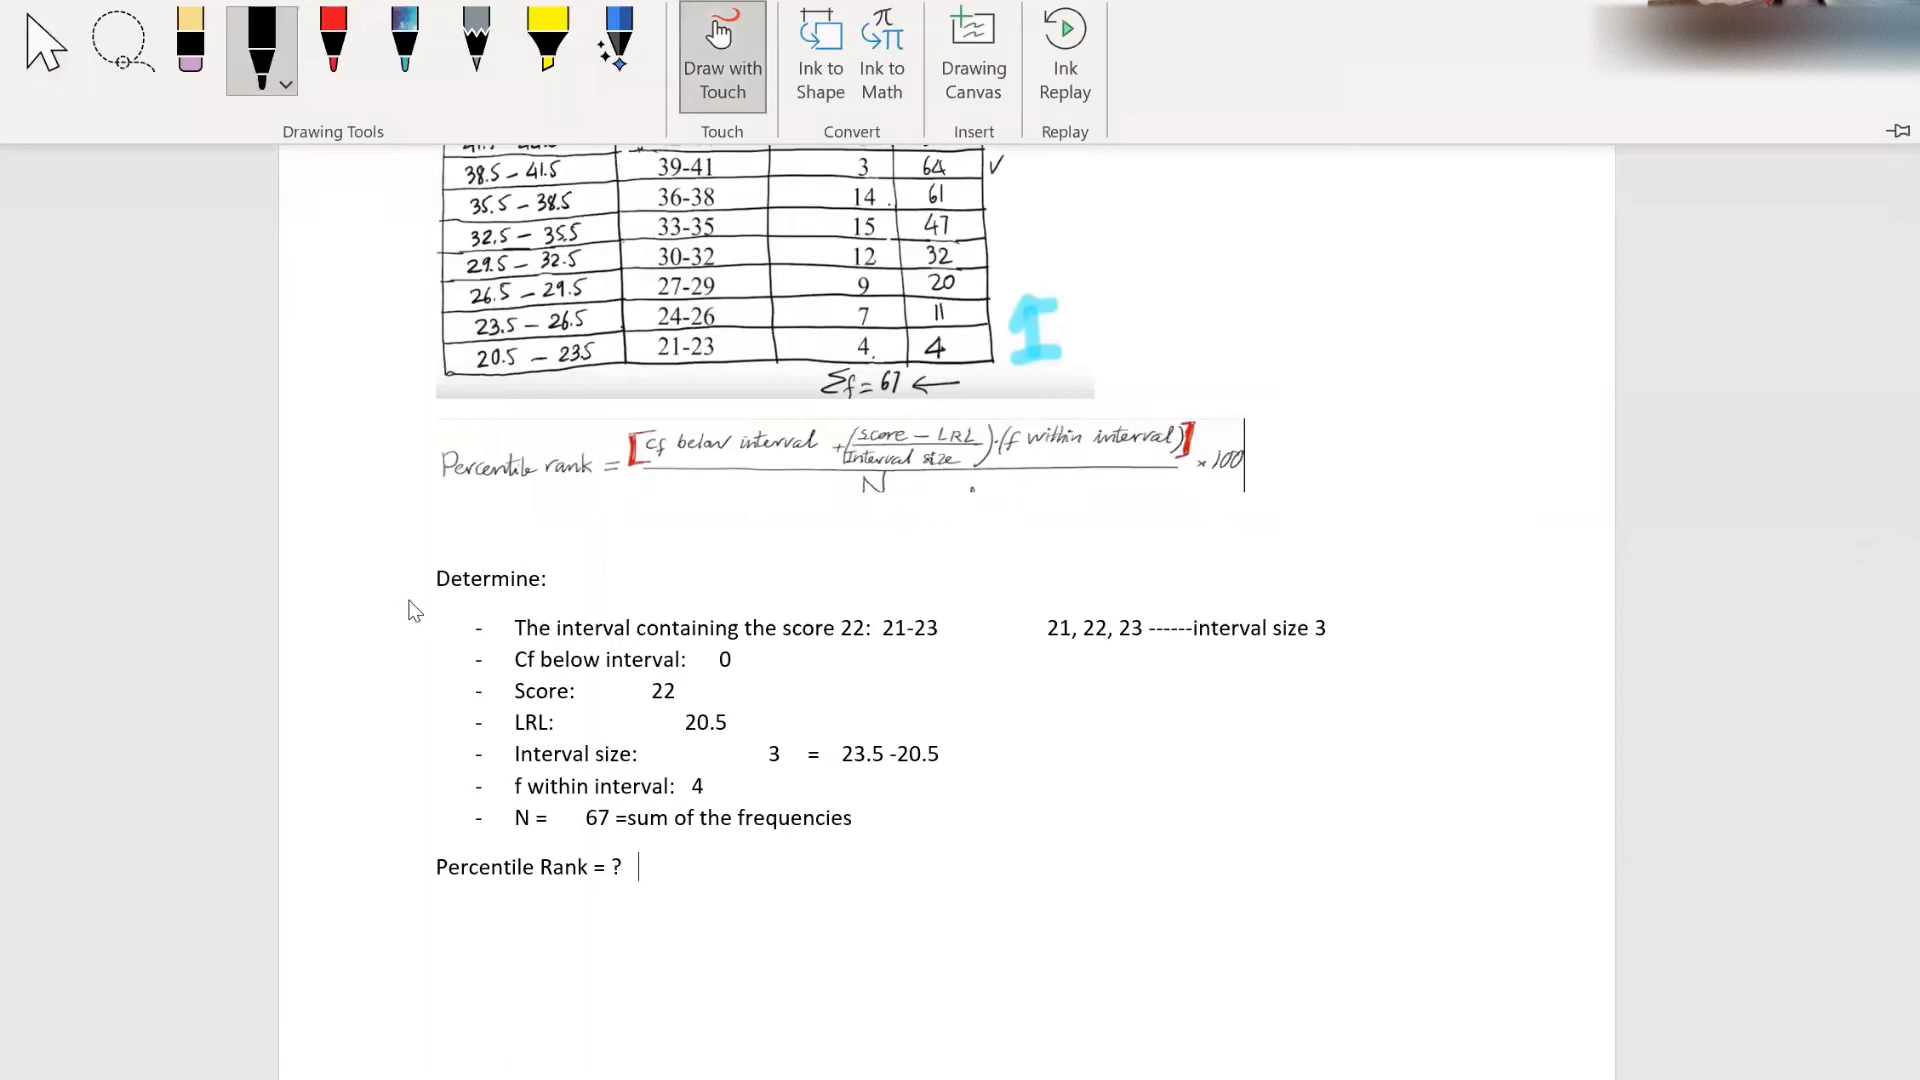 Draw with Touch
Ink to Shape
Ink to Math
Drawing Canvas
Ink Replay
Drawing Tools
Touch
Convert
Insert
Replay
38.5 – 41.5 39-41 3 64 ✓
35.5 – 38.5 36-38 14 . 61
32.5 – 35.5 33-35 15 47
29.5 – 32.5 30-32 12 32
26.5 – 29.5 27-29 9 20
23.5 – 26.5 24-26 7 11
20.5 – 23.5 21-23 4. 4
Σf = 67 ←
Percentile rank = [cf below interval + (score – LRL / Interval size).(f within interval)] / N × 100
Determine:
- The interval containing the score 22: 21-23 21, 22, 23 ------interval size 3
- Cf below interval: 0
- Score: 22
- LRL: 20.5
- Interval size: 3 = 23.5 -20.5
- f within interval: 4
- N = 67 =sum of the frequencies
Percentile Rank = ?